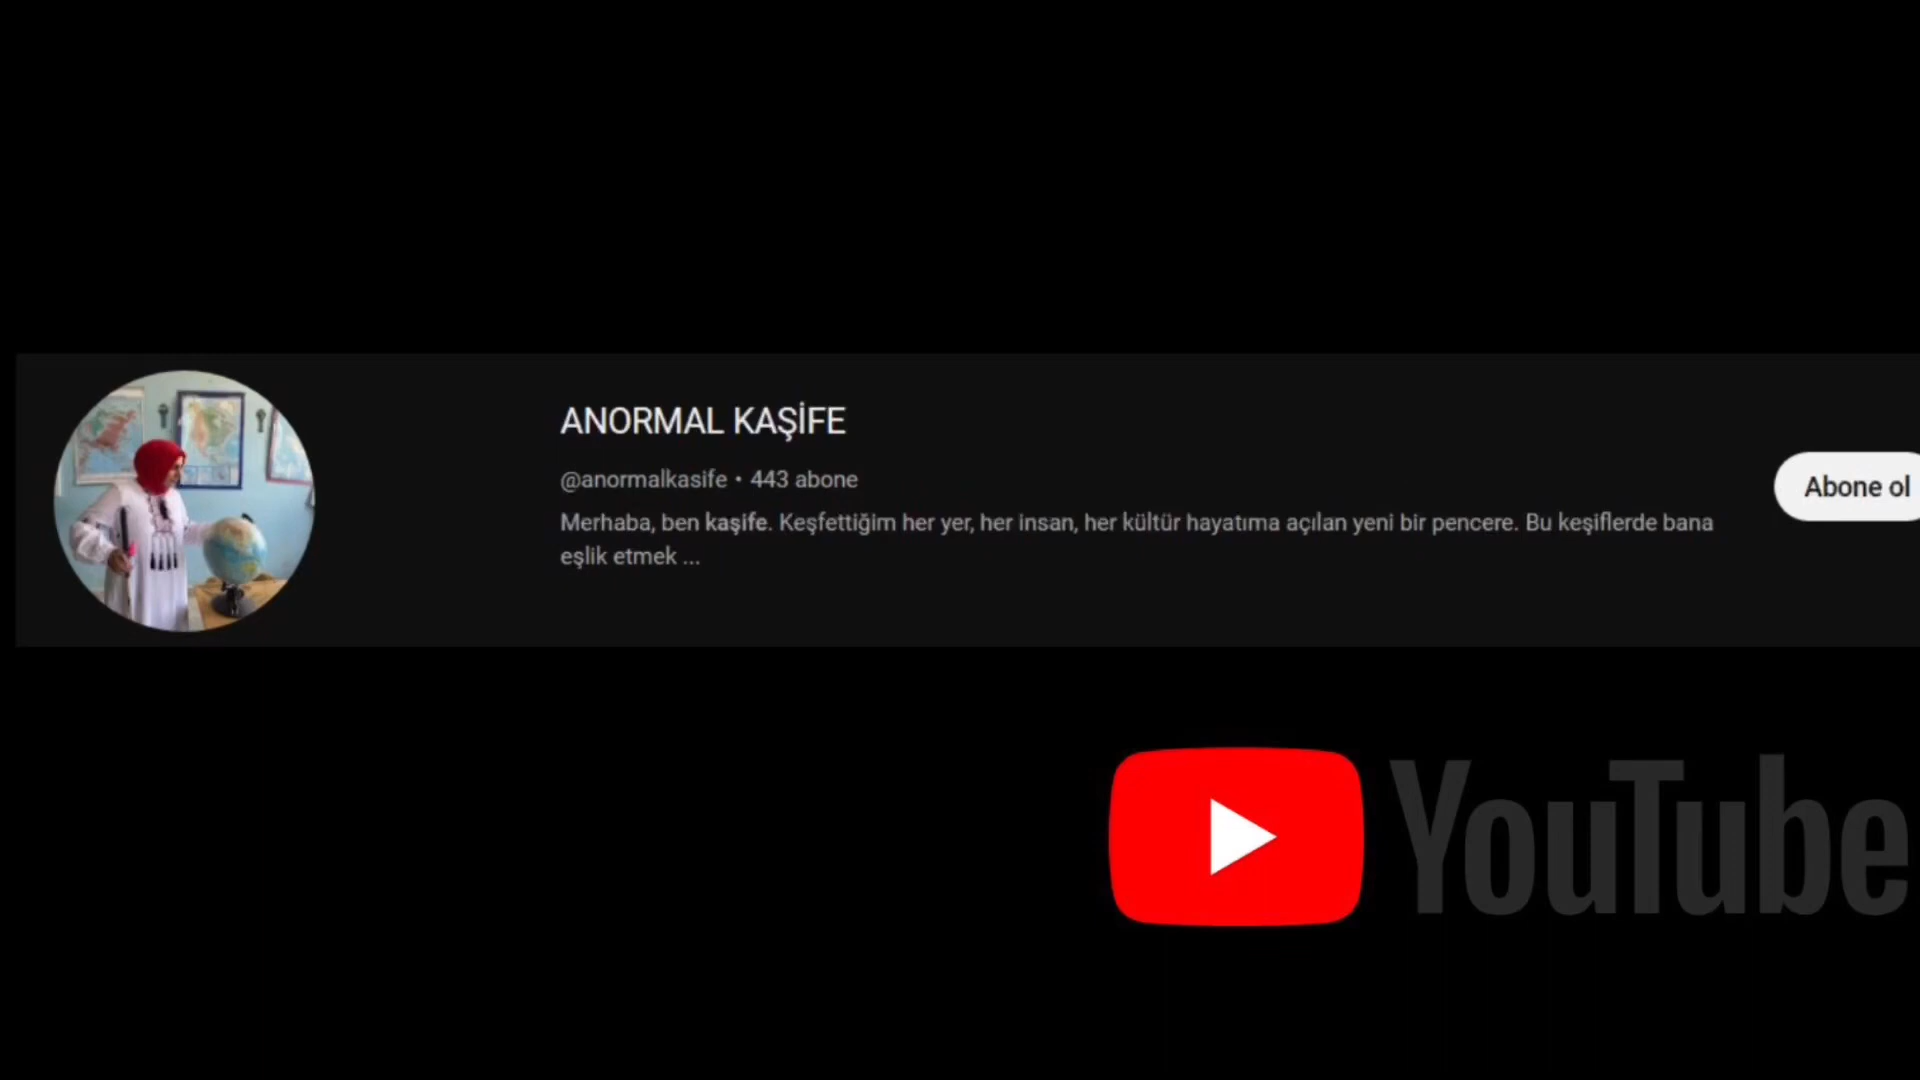 ANORMAL KAŞİFE
@anormalkasife • 443 abone
Merhaba, ben kaşife. Keşfettiğim her yer, her insan, her kültür hayatıma açılan yeni bir pencere. Bu keşiflerde bana
eşlik etmek ...
Abone ol
YouTube